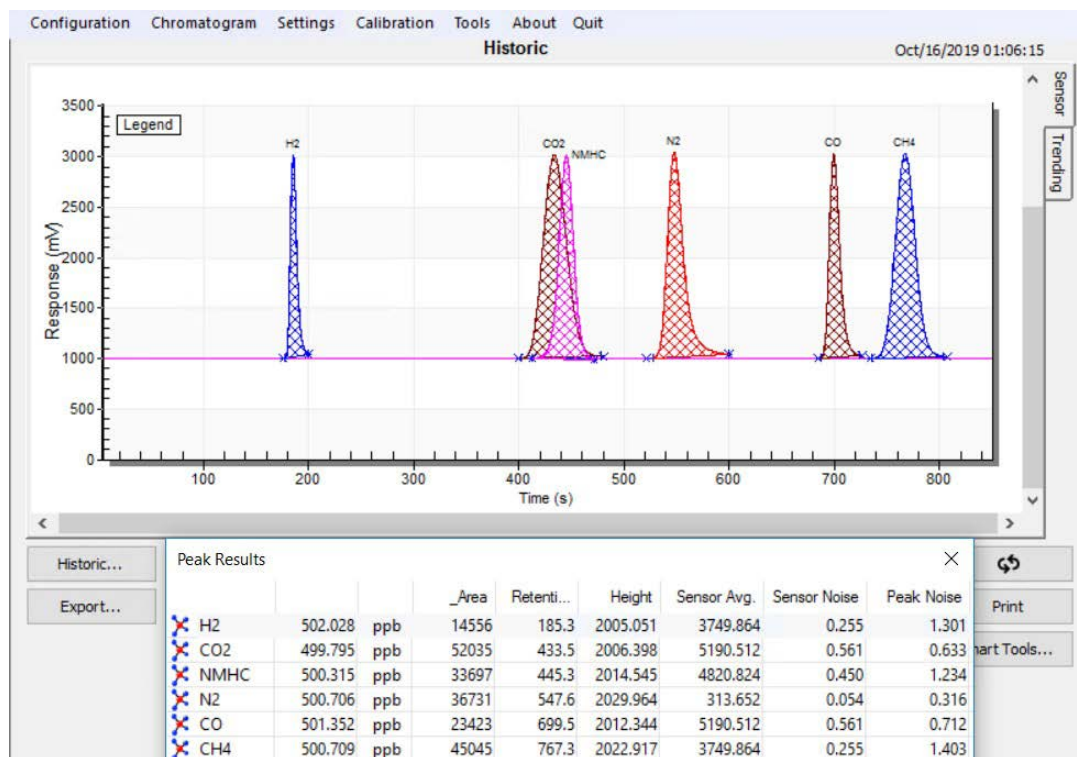 Configuration Chromatogram Settings Calibration Tools About Quit
Historic
Oct/16/2019 01:06:15
Sensor
Trending
Legend
H2
CO2
NMHC
N2
CO
CH4
Response (mV)
3500
3000
2500
2000
1500
1000
500
0
100 200 300 400 500 600 700 800
Time (s)
Historic...
Export...
Print
art Tools...
Peak Results
_Area Retenti... Height Sensor Avg. Sensor Noise Peak Noise
H2 502.028 ppb 14556 185.3 2005.051 3749.864 0.255 1.301
CO2 499.795 ppb 52035 433.5 2006.398 5190.512 0.561 0.633
NMHC 500.315 ppb 33697 445.3 2014.545 4820.824 0.450 1.234
N2 500.706 ppb 36731 547.6 2029.964 313.652 0.054 0.316
CO 501.352 ppb 23423 699.5 2012.344 5190.512 0.561 0.712
CH4 500.709 ppb 45045 767.3 2022.917 3749.864 0.255 1.403